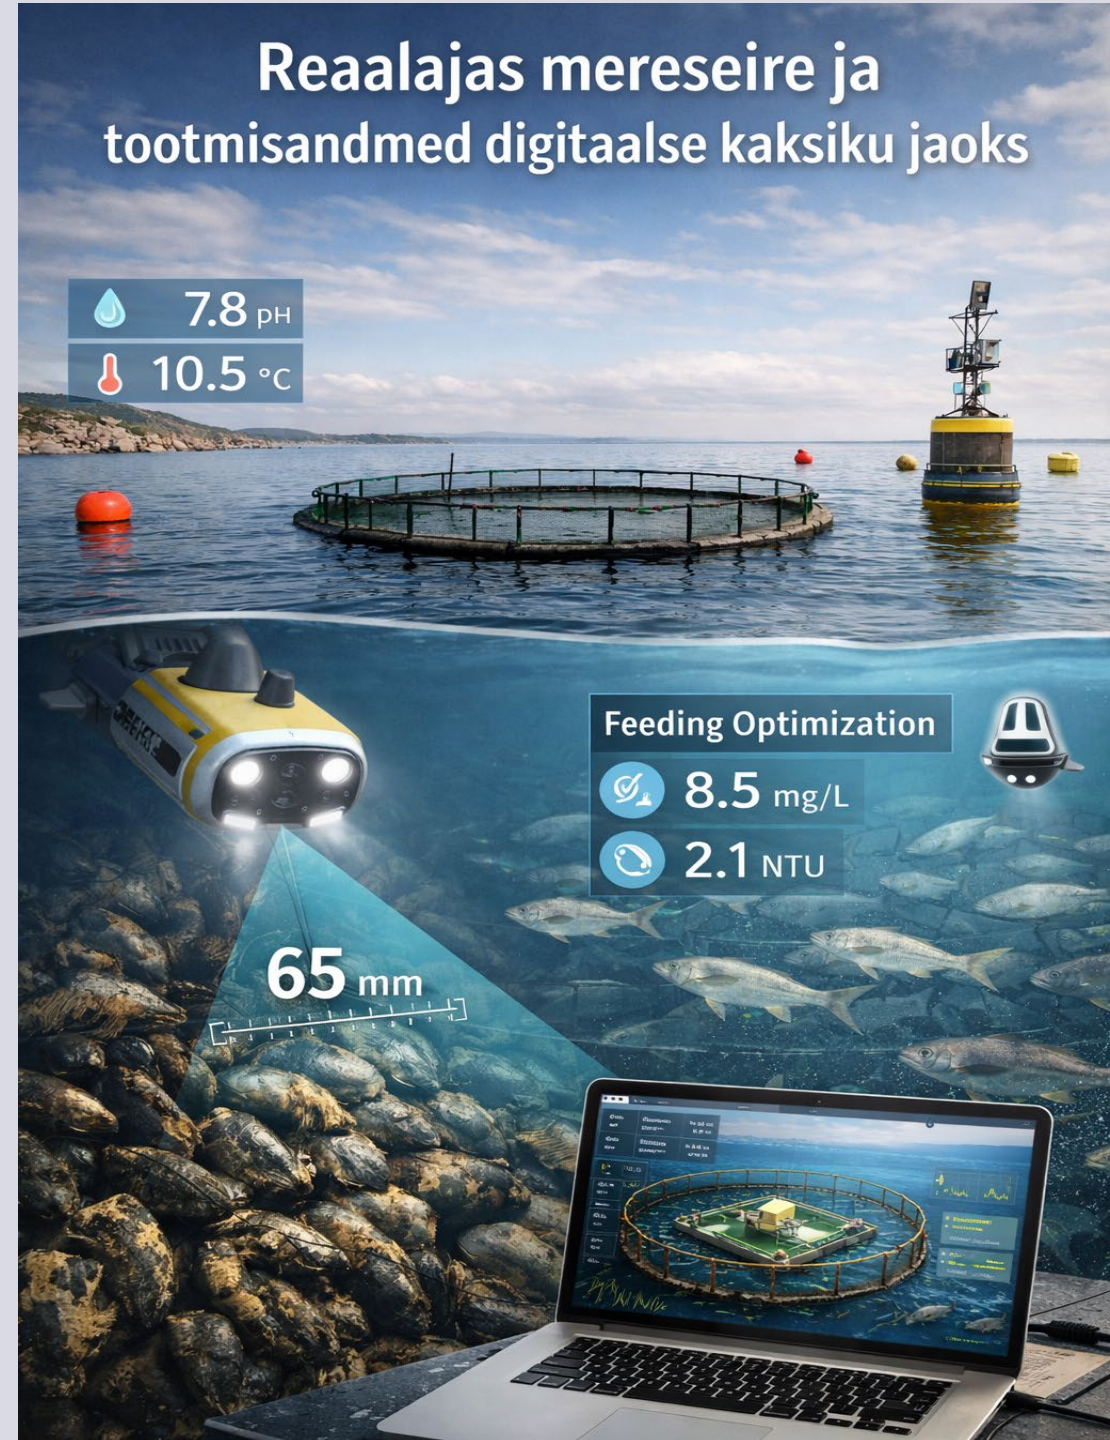 Reaalajas mereseire ja
tootmisandmed digitaalse kaksiku jaoks
7.8 pH
10.5 °C
Feeding Optimization
8.5 mg/L
2.1 NTU
65 mm